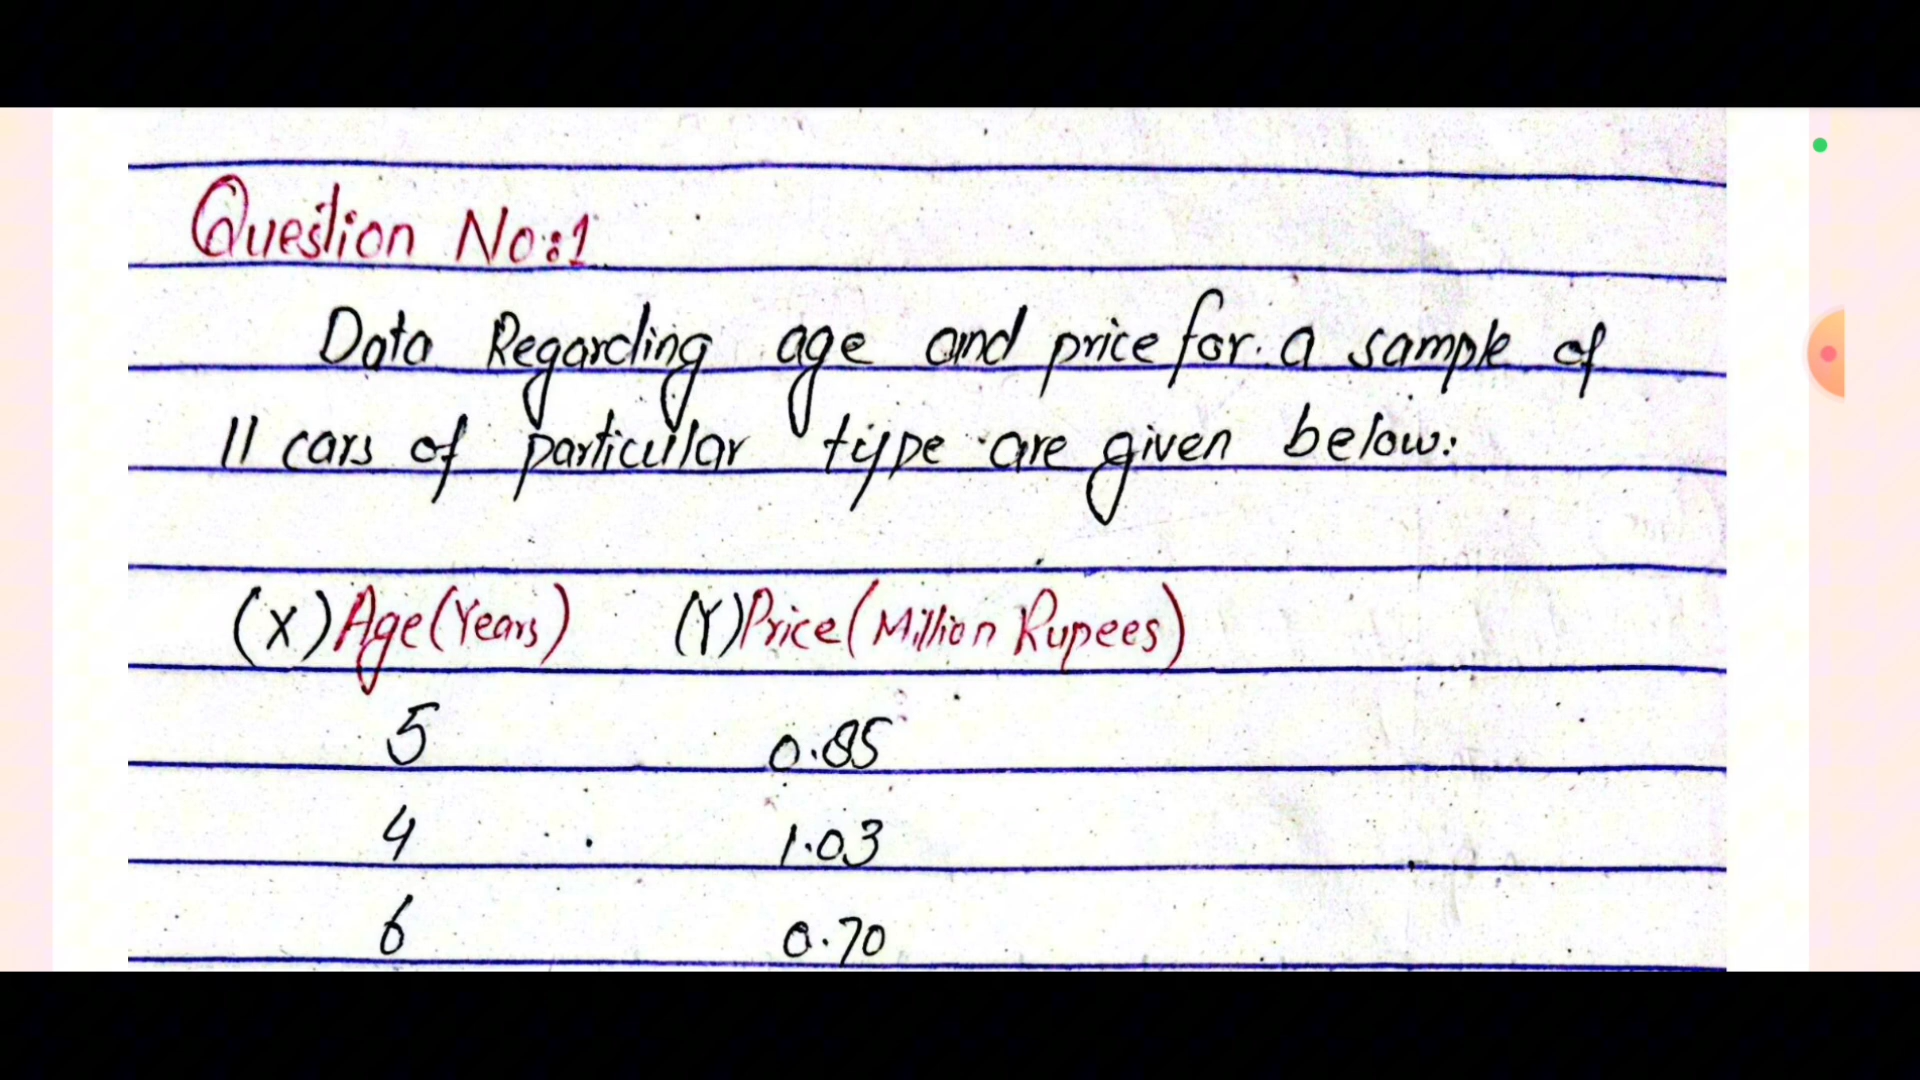 Question No:1
Data Regarding age and price for a sample of
11 cars of particular type are given below:
(X) Age (Years) (Y) Price (Million Rupees)
5 0.85
4 1.03
6 0.70